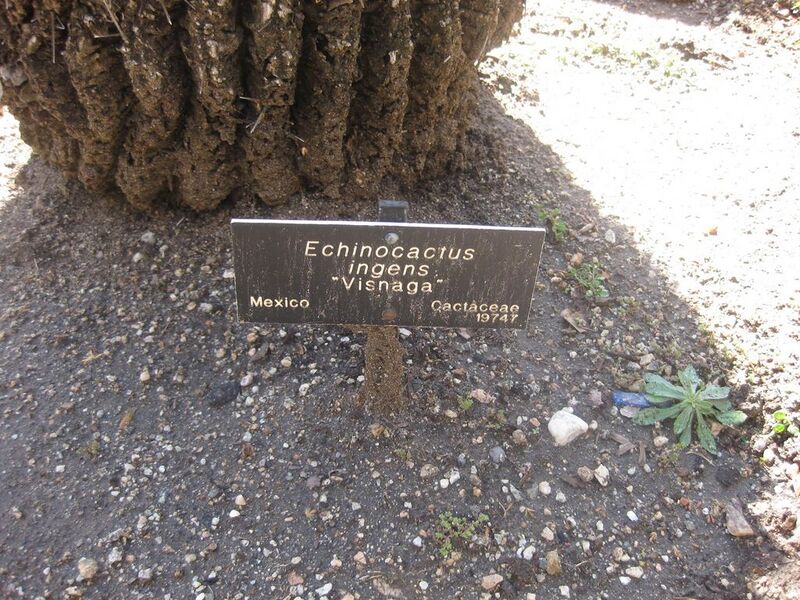 Echinocactus
ingens
"Visnaga"
Mexico Cactaceae
19747